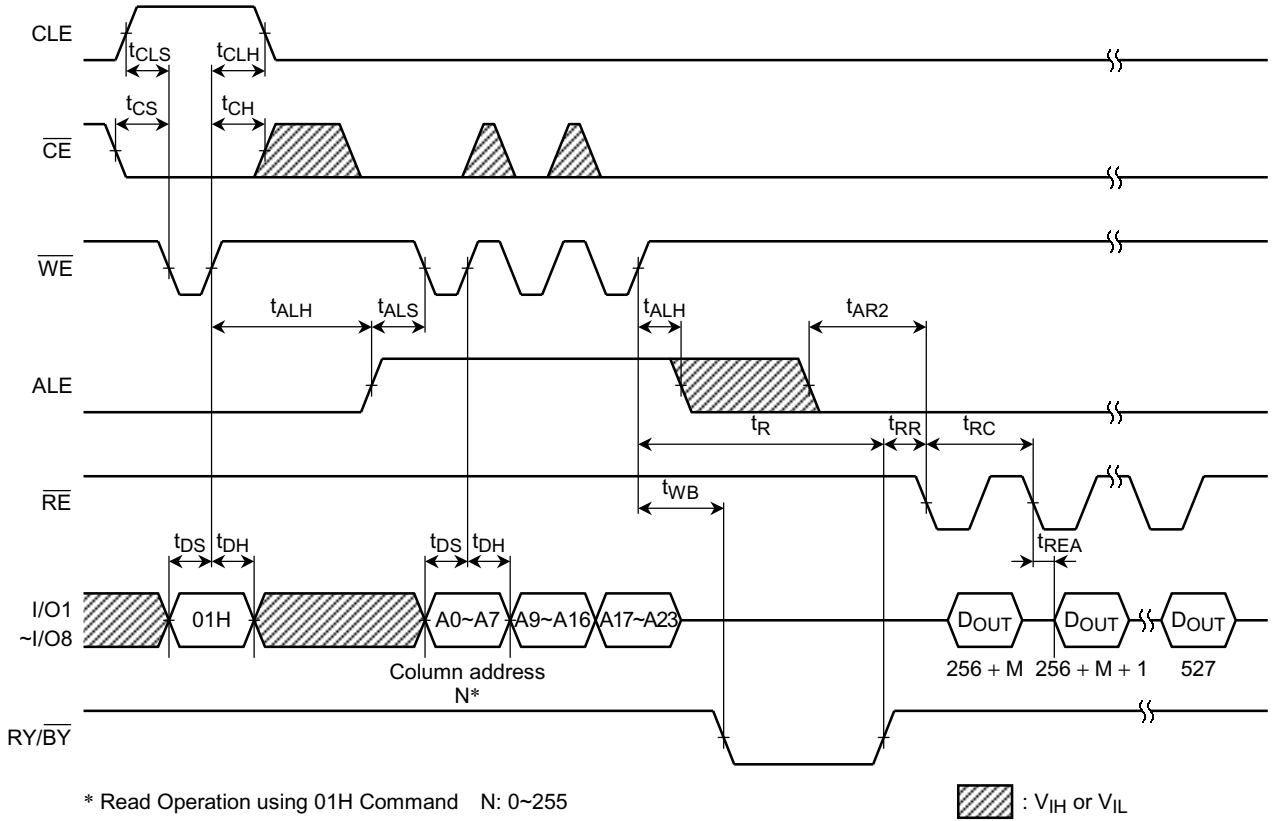 CLE
tCLS tCLH
tCS tCH
CE
WE
tALH tALS tALH tAR2
ALE
tR tRR tRC
RE
tWB
tDS tDH tDS tDH tREA
I/O1
~I/O8
01H A0~A7 A9~A16 A17~A23 DOUT DOUT DOUT
Column address
N*
256 + M 256 + M + 1 527
RY/BY
* Read Operation using 01H Command N: 0~255
: VIH or VIL